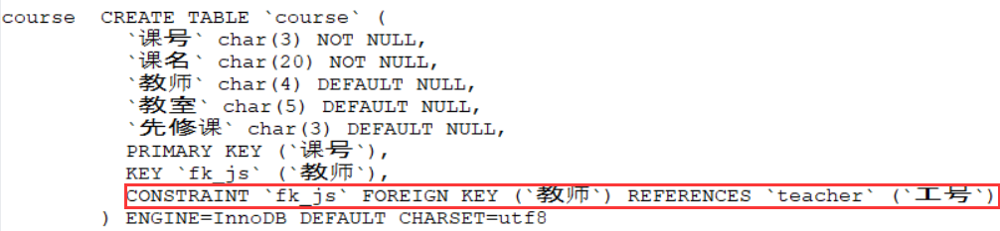 course CREATE TABLE `course` (
`课号` char(3) NOT NULL,
`课名` char(20) NOT NULL,
`教师` char(4) DEFAULT NULL,
`教室` char(5) DEFAULT NULL,
`先修课` char(3) DEFAULT NULL,
PRIMARY KEY (`课号`),
KEY `fk_js` (`教师`),
CONSTRAINT `fk_js` FOREIGN KEY (`教师`) REFERENCES `teacher` (`工号`)
) ENGINE=InnoDB DEFAULT CHARSET=utf8